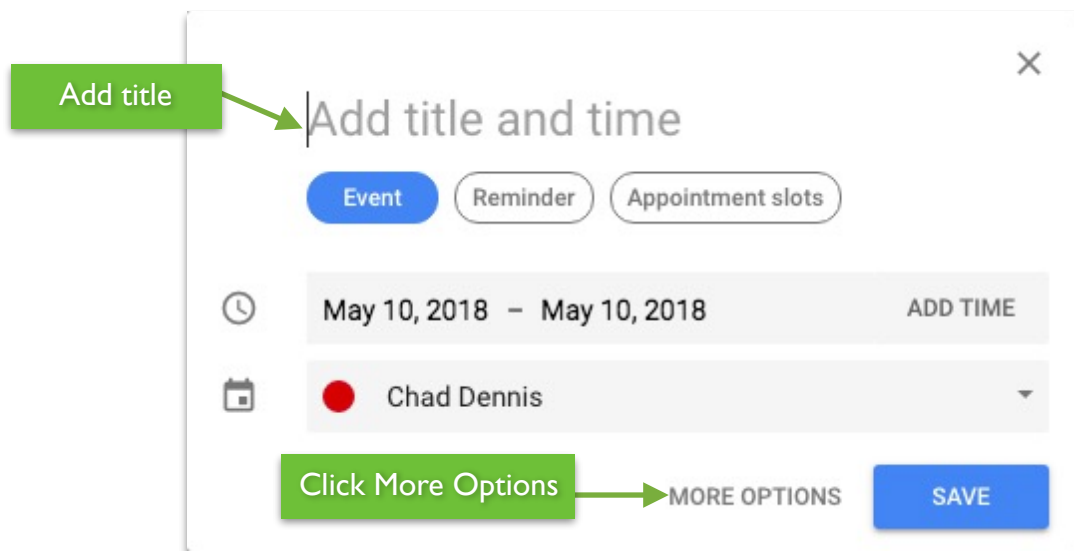 Add title
Add title and time
Event Reminder Appointment slots
May 10, 2018 – May 10, 2018 ADD TIME
Chad Dennis
Click More Options MORE OPTIONS SAVE